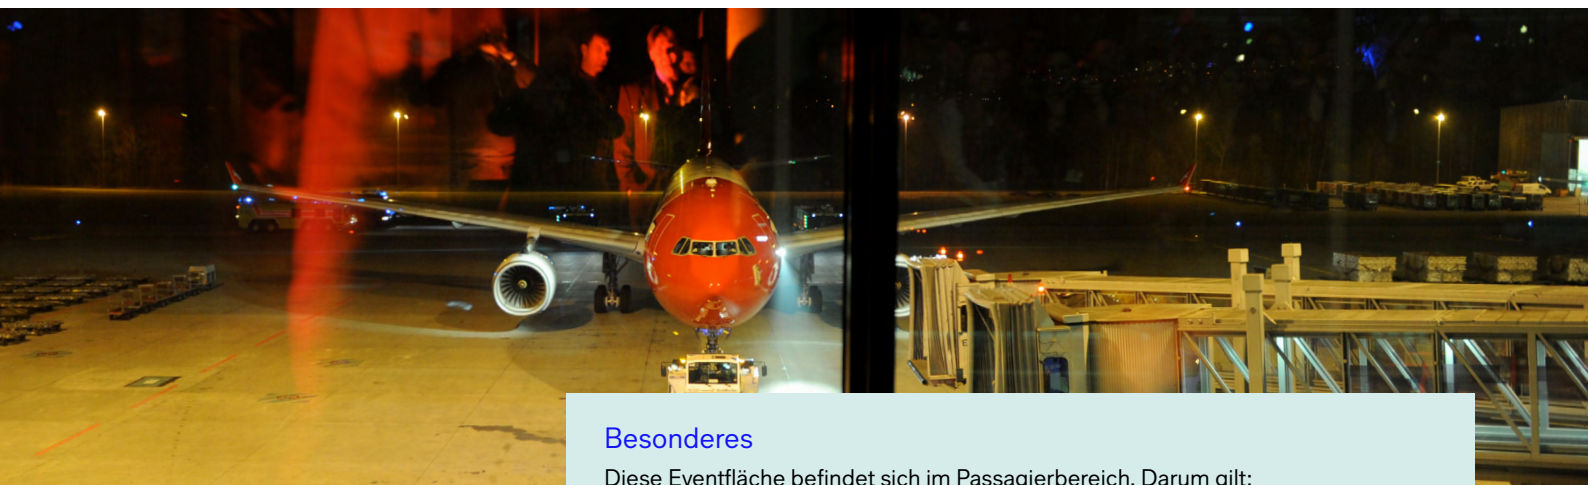 Besonderes
Diese Eventfläche befindet sich im Passagierbereich. Darum gilt: